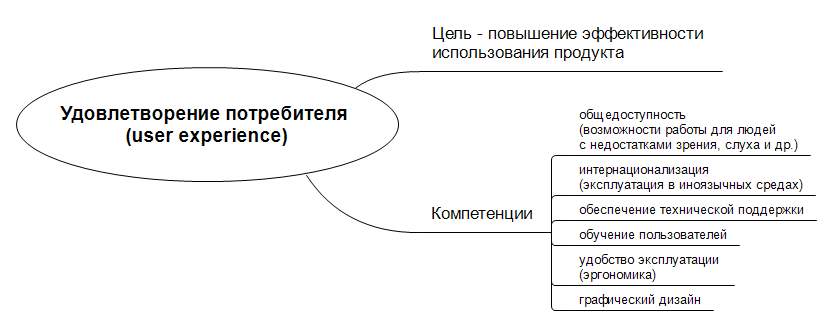 Удовлетворение потребителя
(user experience)
Цель - повышение эффективности
использования продукта
Компетенции
общедоступность
(возможности работы для людей
с недостатками зрения, слуха и др.)
интернационализация
(эксплуатация в иноязычных средах)
обеспечение технической поддержки
обучение пользователей
удобство эксплуатации
(эргономика)
графический дизайн